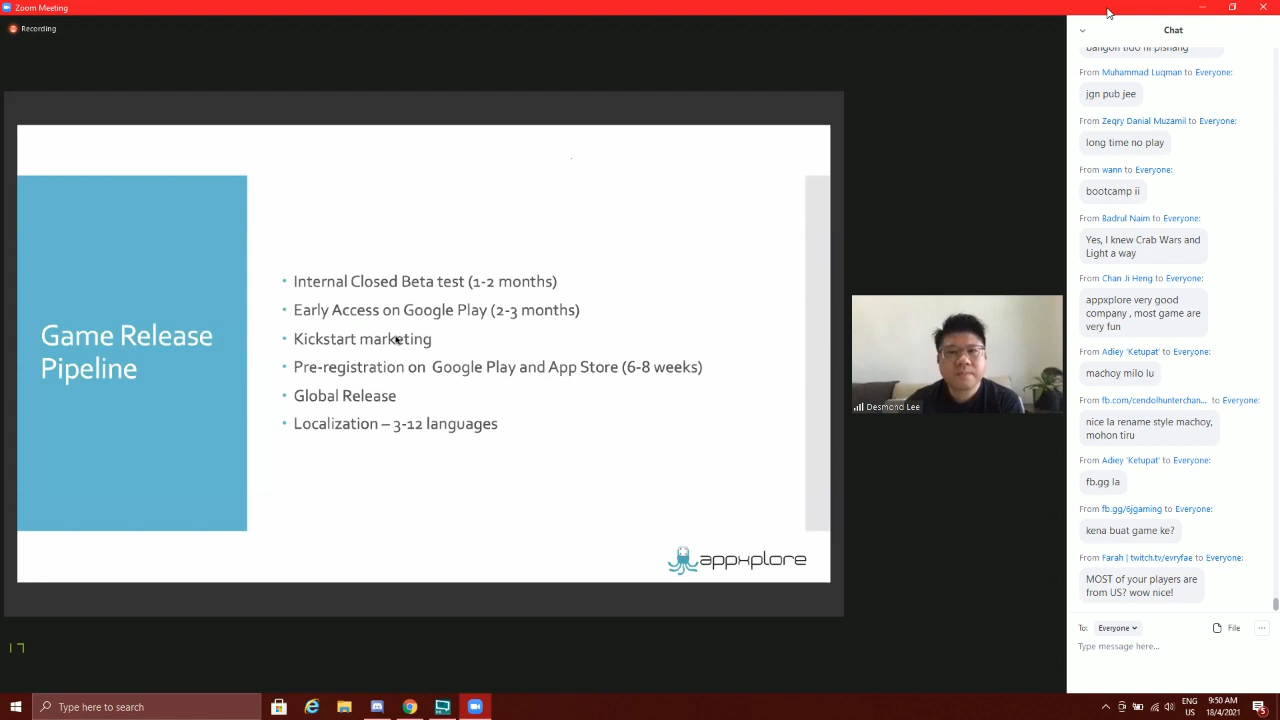 Zoom Meeting
Recording
Game Release
Pipeline
• Internal Closed Beta test (1-2 months)
• Early Access on Google Play (2-3 months)
• Kickstart marketing
• Pre-registration on Google Play and App Store (6-8 weeks)
• Global Release
• Localization – 3-12 languages
appxplore
Desmond Lee
Chat
bangon tido ni pishang
From Muhammad Luqman to Everyone:
jgn pub jee
From Zeqry Danial Muzamil to Everyone:
long time no play
From wann to Everyone:
bootcamp ii
From Badrul Naim to Everyone:
Yes, I knew Crab Wars and
Light a way
From Chan Ji Heng to Everyone:
appxplore very good
company , most game are
very fun
From Adiey 'Ketupat' to Everyone:
machoy milo lu
From fb.com/cendolhunterchan... to Everyone:
nice la rename style machoy,
mohon tiru
From Adiey 'Ketupat' to Everyone:
fb.gg la
From fb.gg/6jgaming to Everyone:
kena buat game ke?
From Farah | twitch.tv/evryfae to Everyone:
MOST of your players are
from US? wow nice!
To: Everyone
File
Type message here...
Type here to search
ENG
US
9:50 AM
18/4/2021
5